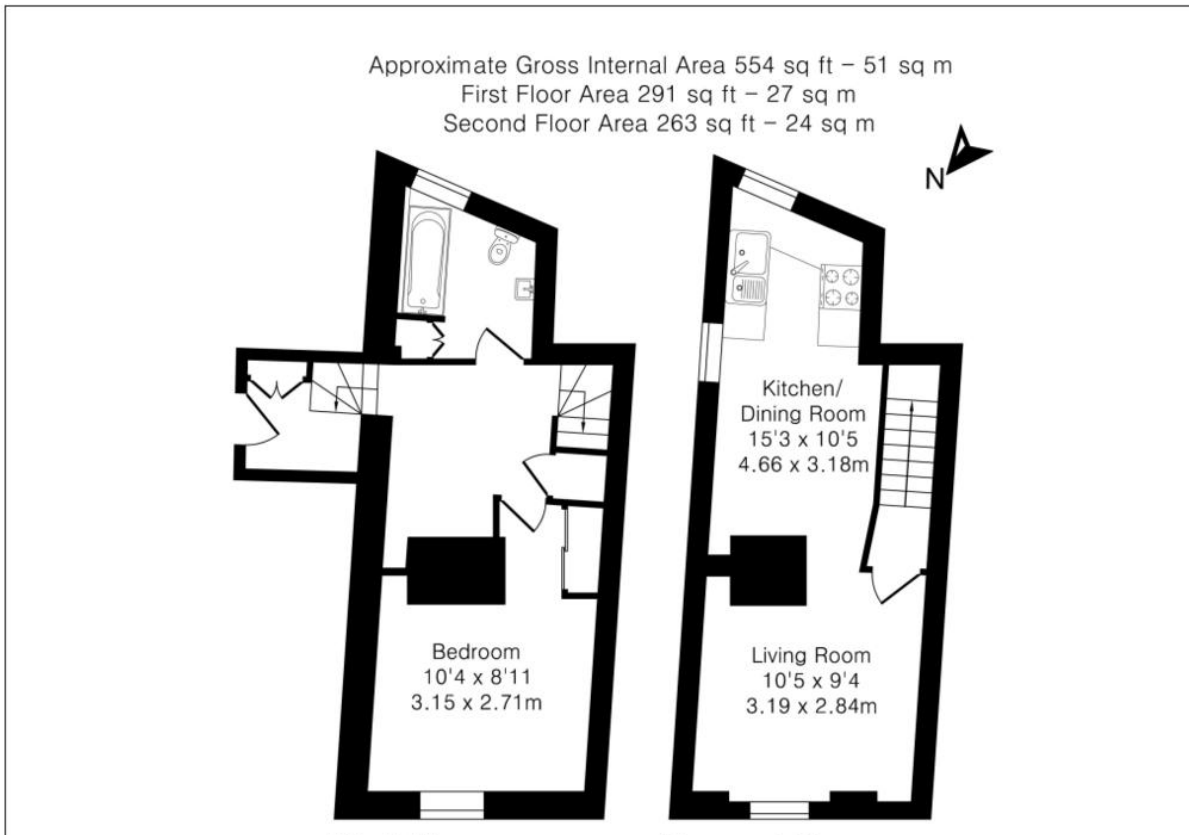 Approximate Gross Internal Area 554 sq ft – 51 sq m
First Floor Area 291 sq ft – 27 sq m
Second Floor Area 263 sq ft – 24 sq m
N
Kitchen/
Dining Room
15'3 x 10'5
4.66 x 3.18m
Bedroom
10'4 x 8'11
3.15 x 2.71m
Living Room
10'5 x 9'4
3.19 x 2.84m